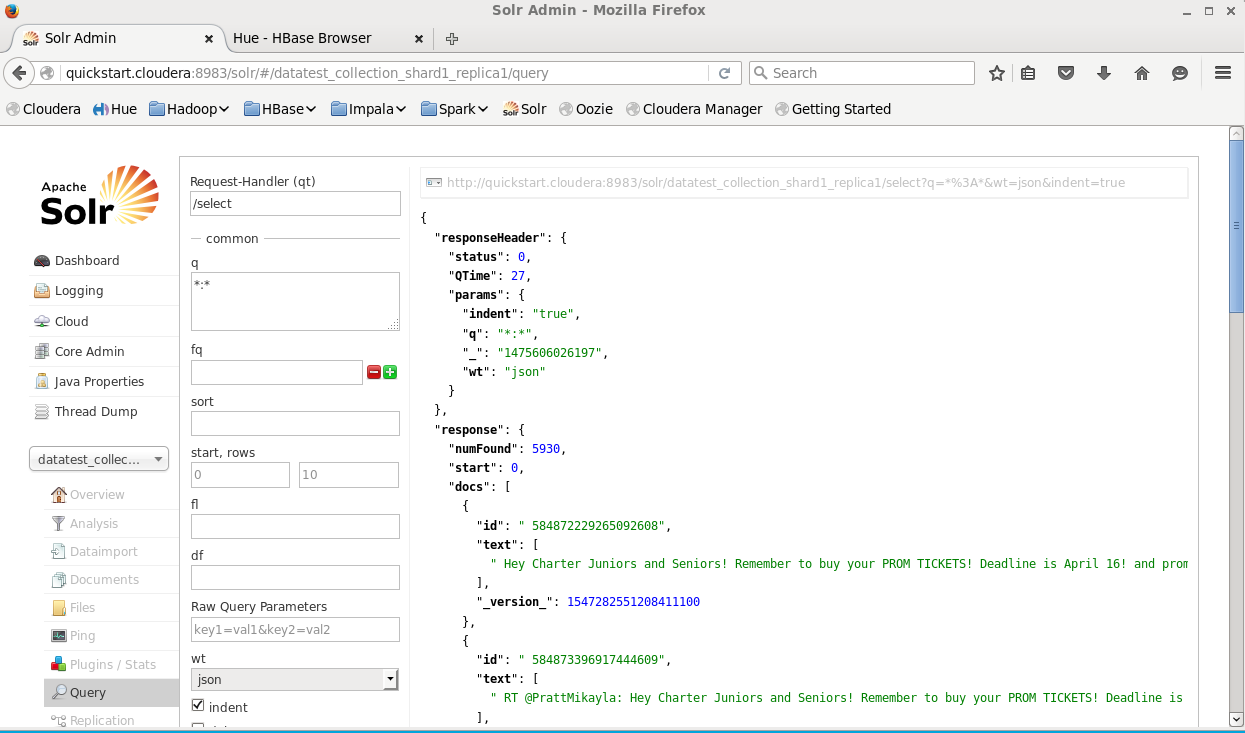 Solr Admin - Mozilla Firefox
Solr Admin
Hue - HBase Browser
quickstart.cloudera:8983/solr/#/datatest_collection_shard1_replica1/query
Search
Cloudera Hue Hadoop HBase Impala Spark Solr Oozie Cloudera Manager Getting Started
Apache
Solr
Dashboard
Logging
Cloud
Core Admin
Java Properties
Thread Dump
datatest_collec...
Overview
Analysis
Dataimport
Documents
Files
Ping
Plugins / Stats
Query
Replication
Request-Handler (qt)
/select
common
q
*:*
fq
sort
start, rows
0 10
fl
df
Raw Query Parameters
key1=val1&key2=val2
wt
json
indent
http://quickstart.cloudera:8983/solr/datatest_collection_shard1_replica1/select?q=*%3A*&wt=json&indent=true
{
"responseHeader": {
"status": 0,
"QTime": 27,
"params": {
"indent": "true",
"q": "*:*",
"_": "1475606026197",
"wt": "json"
}
},
"response": {
"numFound": 5930,
"start": 0,
"docs": [
{
"id": " 584872229265092608",
"text": [
" Hey Charter Juniors and Seniors! Remember to buy your PROM TICKETS! Deadline is April 16! and prom
],
"_version_": 1547282551208411100
},
{
"id": " 584873396917444609",
"text": [
" RT @PrattMikayla: Hey Charter Juniors and Seniors! Remember to buy your PROM TICKETS! Deadline is
],